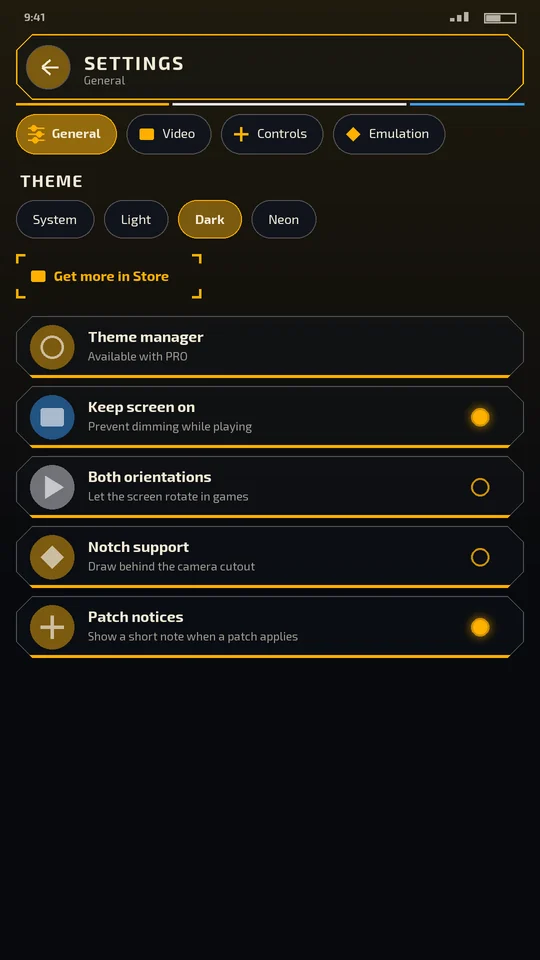 9:41
SETTINGS
General
General
Video
Controls
Emulation
THEME
System
Light
Dark
Neon
Get more in Store
Theme manager
Available with PRO
Keep screen on
Prevent dimming while playing
Both orientations
Let the screen rotate in games
Notch support
Draw behind the camera cutout
Patch notices
Show a short note when a patch applies